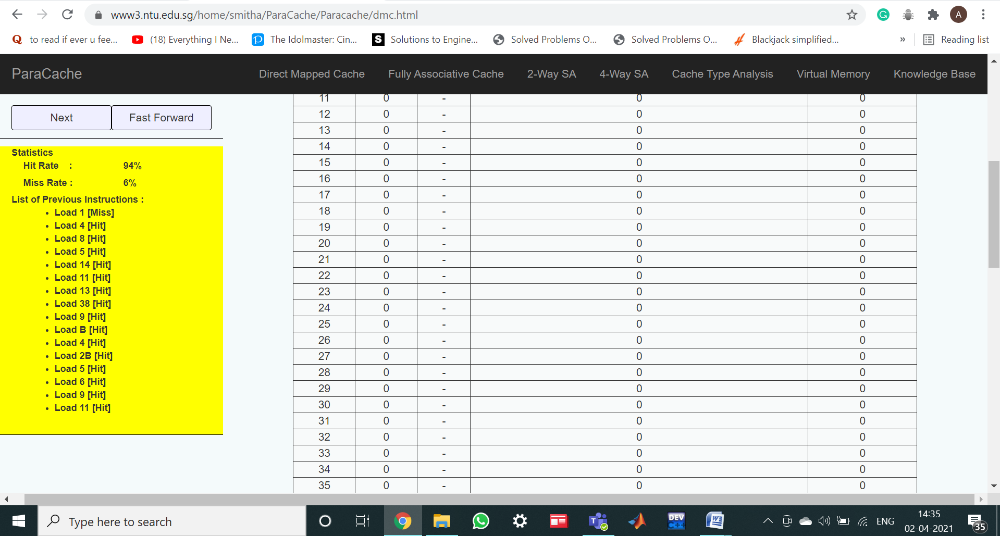 www3.ntu.edu.sg/home/smitha/ParaCache/Paracache/dmc.html
G
A
Q to read if ever u fee...
(18) Everything I Ne...
The Idolmaster: Cin...
S Solutions to Engine...
Solved Problems O...
Solved Problems O...
Blackjack simplified...
»
Reading list
ParaCache
Direct Mapped Cache
Fully Associative Cache
2-Way SA
4-Way SA
Cache Type Analysis
Virtual Memory
Knowledge Base
Next
Fast Forward
Statistics
Hit Rate : 94%
Miss Rate : 6%
List of Previous Instructions :
• Load 1 [Miss]
• Load 4 [Hit]
• Load 8 [Hit]
• Load 5 [Hit]
• Load 14 [Hit]
• Load 11 [Hit]
• Load 13 [Hit]
• Load 38 [Hit]
• Load 9 [Hit]
• Load B [Hit]
• Load 4 [Hit]
• Load 2B [Hit]
• Load 5 [Hit]
• Load 6 [Hit]
• Load 9 [Hit]
• Load 11 [Hit]
11 0 - 0 0
12 0 - 0 0
13 0 - 0 0
14 0 - 0 0
15 0 - 0 0
16 0 - 0 0
17 0 - 0 0
18 0 - 0 0
19 0 - 0 0
20 0 - 0 0
21 0 - 0 0
22 0 - 0 0
23 0 - 0 0
24 0 - 0 0
25 0 - 0 0
26 0 - 0 0
27 0 - 0 0
28 0 - 0 0
29 0 - 0 0
30 0 - 0 0
31 0 - 0 0
32 0 - 0 0
33 0 - 0 0
34 0 - 0 0
35 0 - 0 0
Type here to search
DEV C++
ENG
14:35
02-04-2021
35